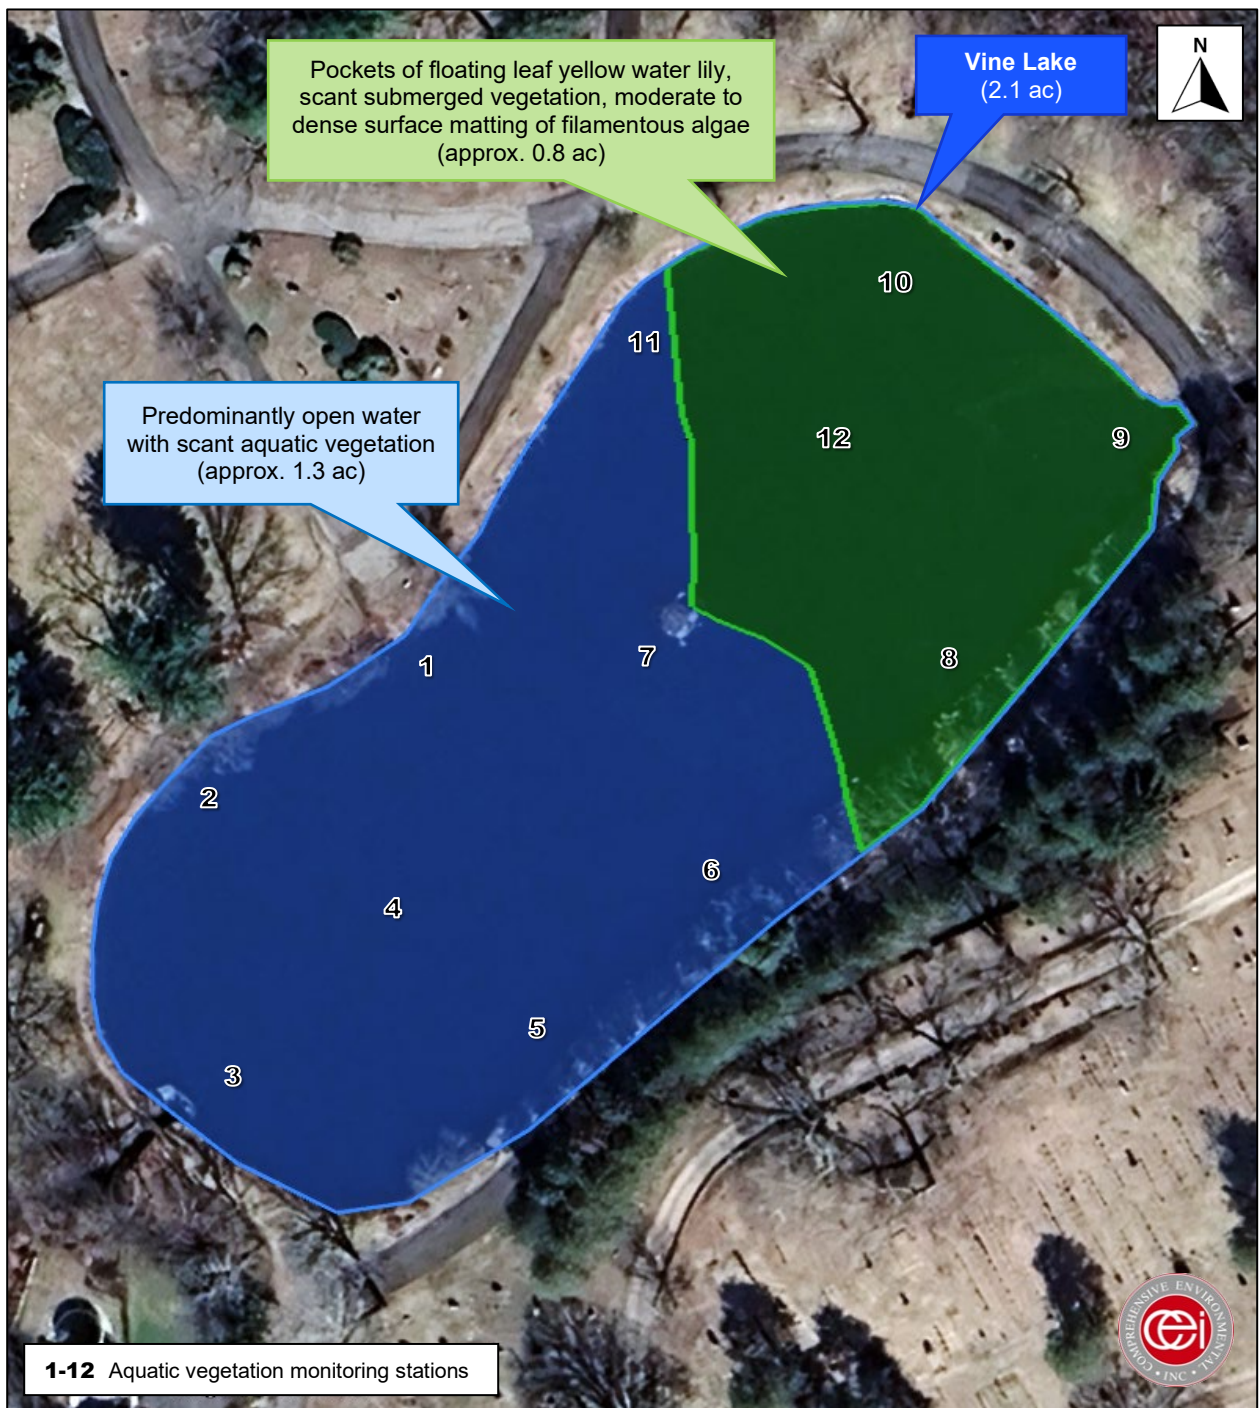 Pockets of floating leaf yellow water lily,
scant submerged vegetation, moderate to
dense surface matting of filamentous algae
(approx. 0.8 ac)
Vine Lake
(2.1 ac)
N
10
11
Predominantly open water
with scant aquatic vegetation
(approx. 1.3 ac)
12
9
1
7
8
2
6
4
5
3
COMPREHENSIVE ENVIRONMENTAL
INC
cei
1-12 Aquatic vegetation monitoring stations